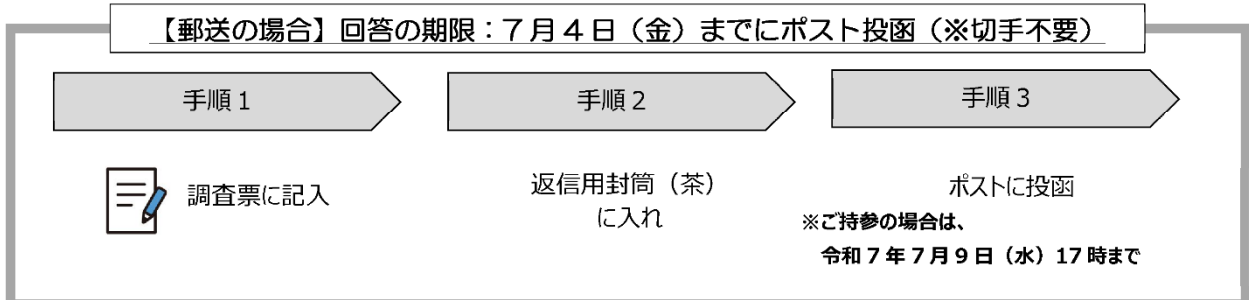 【郵送の場合】回答の期限：７月４日（金）までにポスト投函（※切手不要）
手順１
手順２
手順３
調査票に記入
返信用封筒（茶）
に入れ
ポストに投函
※ご持参の場合は、
令和７年７月９日（水）17時まで